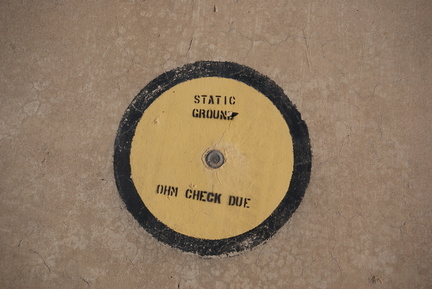 STATIC
GROUND
OHM CHECK DUE